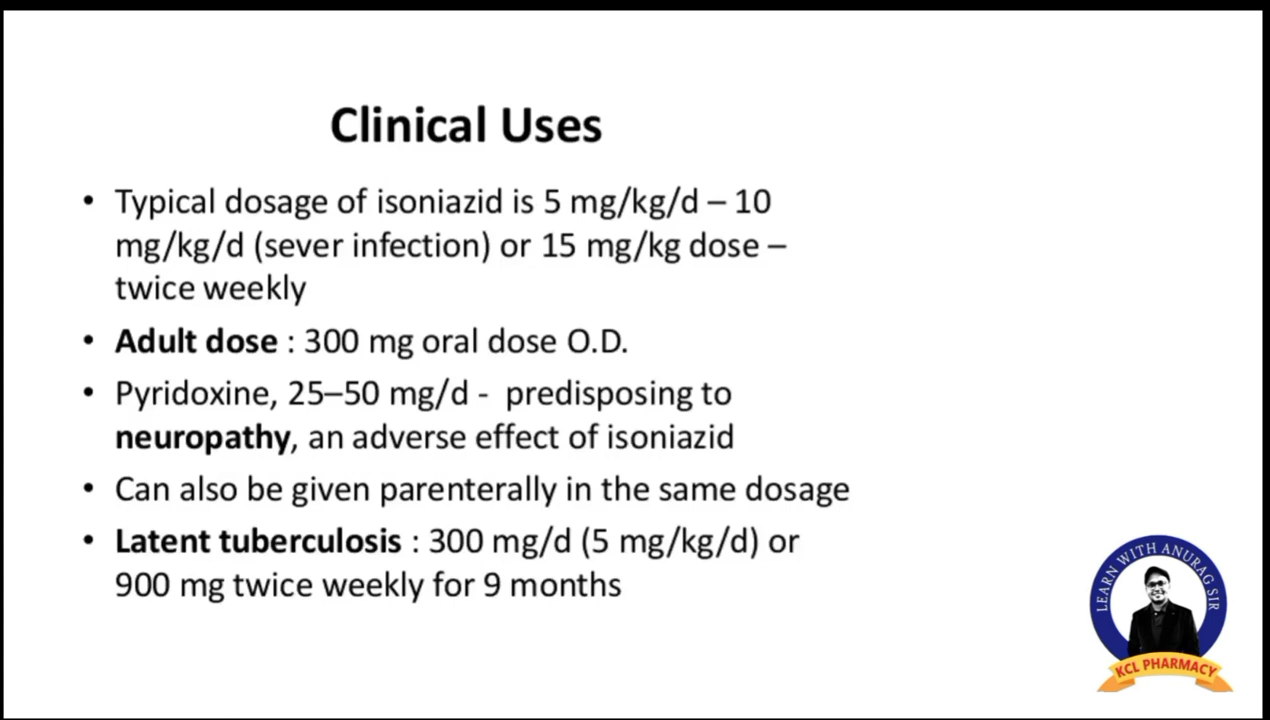 Clinical Uses
• Typical dosage of isoniazid is 5 mg/kg/d – 10
mg/kg/d (sever infection) or 15 mg/kg dose –
twice weekly
• Adult dose : 300 mg oral dose O.D.
• Pyridoxine, 25–50 mg/d - predisposing to
neuropathy, an adverse effect of isoniazid
• Can also be given parenterally in the same dosage
• Latent tuberculosis : 300 mg/d (5 mg/kg/d) or
900 mg twice weekly for 9 months
LEARN WITH ANURAG SIR
KCL PHARMACY